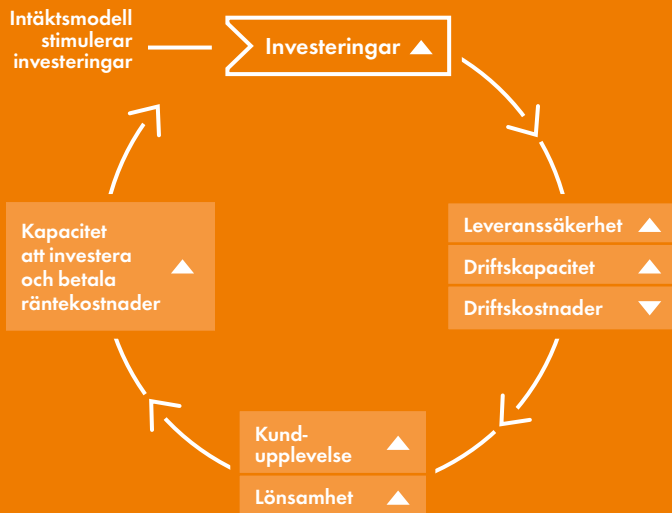 Intäktsmodell
stimulerar
investeringar
Investeringar
Leveranssäkerhet
Driftskapacitet
Driftskostnader
Kund-
upplevelse
Lönsamhet
Kapacitet
att investera
och betala
räntekostnader